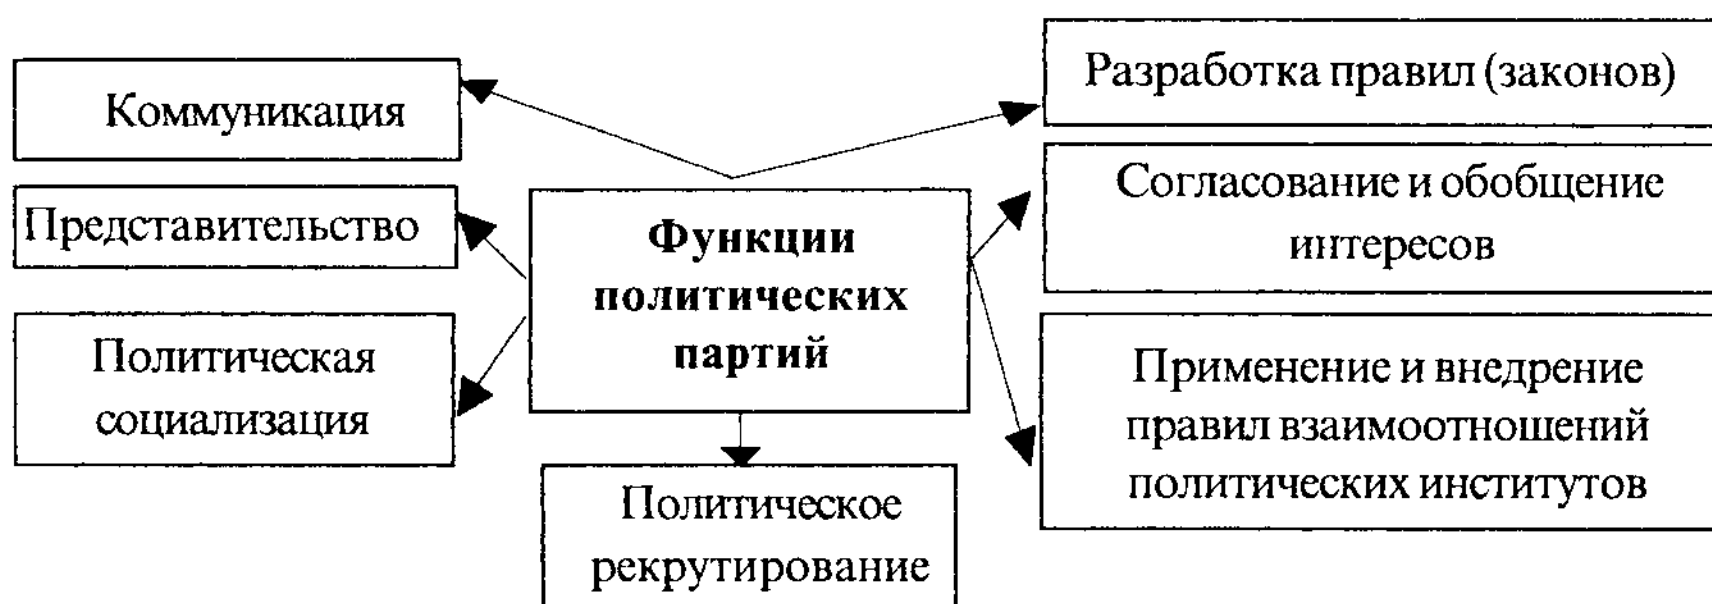 Коммуникация
Представительство
Политическая
социализация
Функции
политических
партий
Политическое
рекрутирование
Разработка правил (законов)
Согласование и обобщение
интересов
Применение и внедрение
правил взаимоотношений
политических институтов